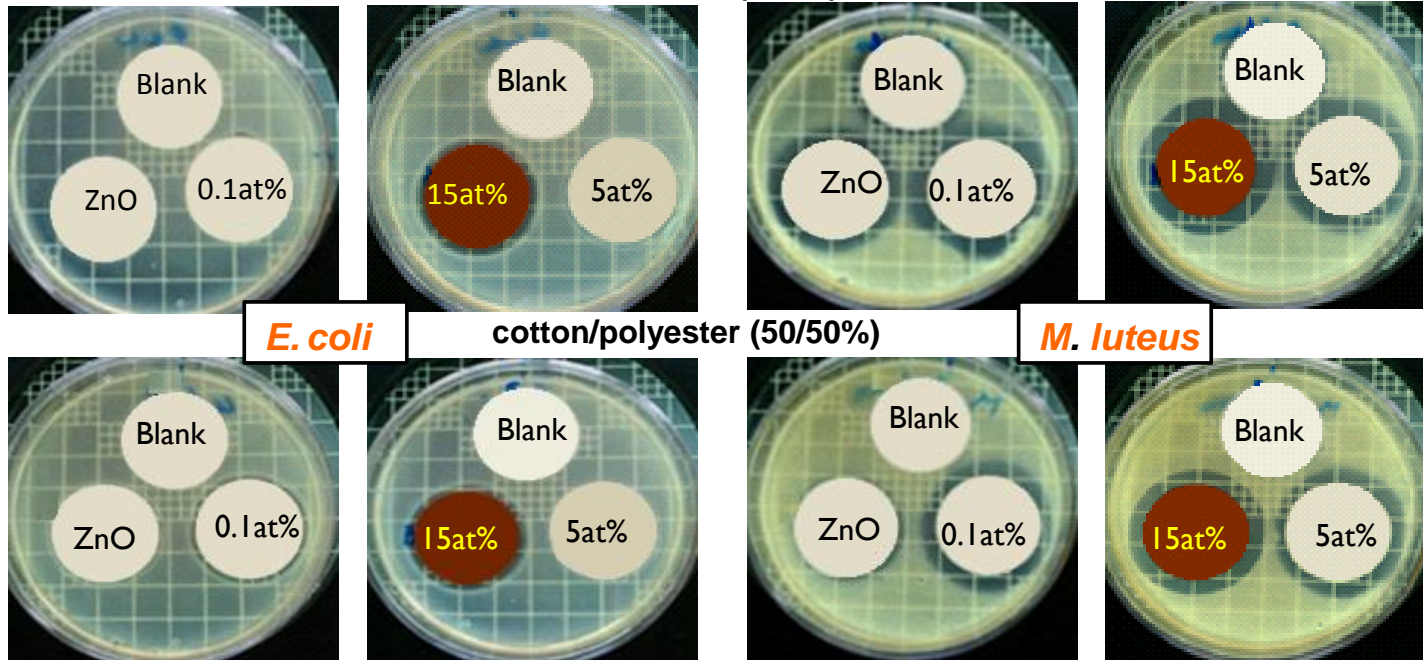 Blank
ZnO
0.1at%
Blank
15at%
5at%
Blank
ZnO
0.1at%
Blank
15at%
5at%
E. coli
cotton/polyester (50/50%)
M. luteus
Blank
ZnO
0.1at%
Blank
15at%
5at%
Blank
ZnO
0.1at%
Blank
15at%
5at%